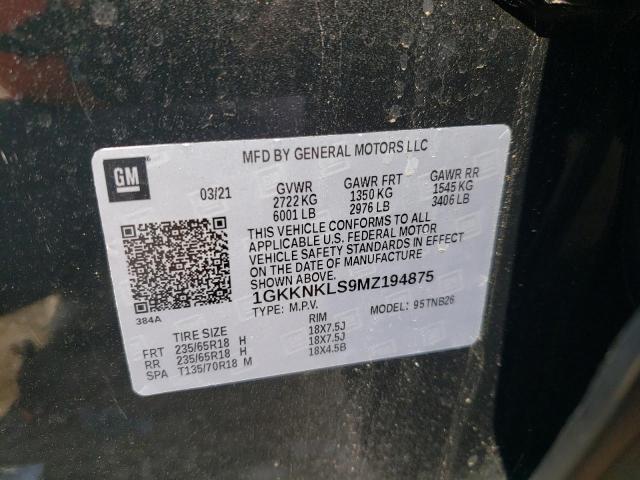 MFD BY GENERAL MOTORS LLC
GM
03/21
GVWR GAWR FRT GAWR RR
2722 KG 1350 KG 1545 KG
6001 LB 2976 LB 3406 LB
THIS VEHICLE CONFORMS TO ALL
APPLICABLE U.S. FEDERAL MOTOR
VEHICLE SAFETY STANDARDS IN EFFECT
ON THE DATE OF MANUFACTURE
SHOWN ABOVE.
1GKKNKLS9MZ194875
TYPE: M.P.V. MODEL: 95TNB26
384A
TIRE SIZE RIM
FRT 235/65R18 H 18X7.5J
RR 235/65R18 H 18X7.5J
SPA T135/70R18 M 18X4.5B